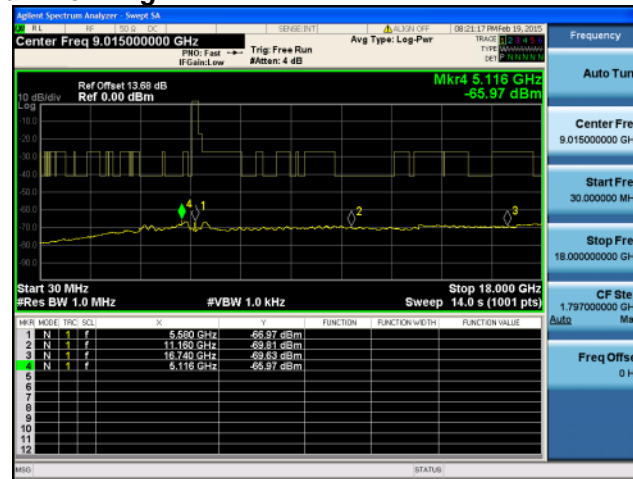 Agilent Spectrum Analyzer - Swept SA
RL RF 50 Ω DC SENSE:INT ALIGN OFF 08:21:17 PM Feb 19, 2015
Center Freq 9.015000000 GHz Avg Type: Log-Pwr TRACE 1 2 3 4 5 6
PNO: Fast Trig: Free Run TYPE
IFGain:Low #Atten: 4 dB DET P N N N N N
Mkr4 5.116 GHz
-65.97 dBm
Ref Offset 13.68 dB
10 dB/div Ref 0.00 dBm
Log
-10.0
-20.0
-30.0
-40.0
-50.0
-60.0
-70.0
-80.0
-90.0
4 1 2 3
Start 30 MHz Stop 18.000 GHz
#Res BW 1.0 MHz #VBW 1.0 kHz Sweep 14.0 s (1001 pts)
MKR MODE TRC SCL X Y FUNCTION FUNCTION WIDTH FUNCTION VALUE
1 N 1 f 5.560 GHz -66.97 dBm
2 N 1 f 11.160 GHz -69.81 dBm
3 N 1 f 16.740 GHz -69.63 dBm
4 N 1 f 5.116 GHz -65.97 dBm
5
6
7
8
9
10
11
12
MSG STATUS
Frequency
Auto Tun
Center Fre
9.015000000 GH
Start Fre
30.000000 MH
Stop Fre
18.000000000 GH
CF Ste
1.797000000 GH
Auto Ma
Freq Offse
0 H